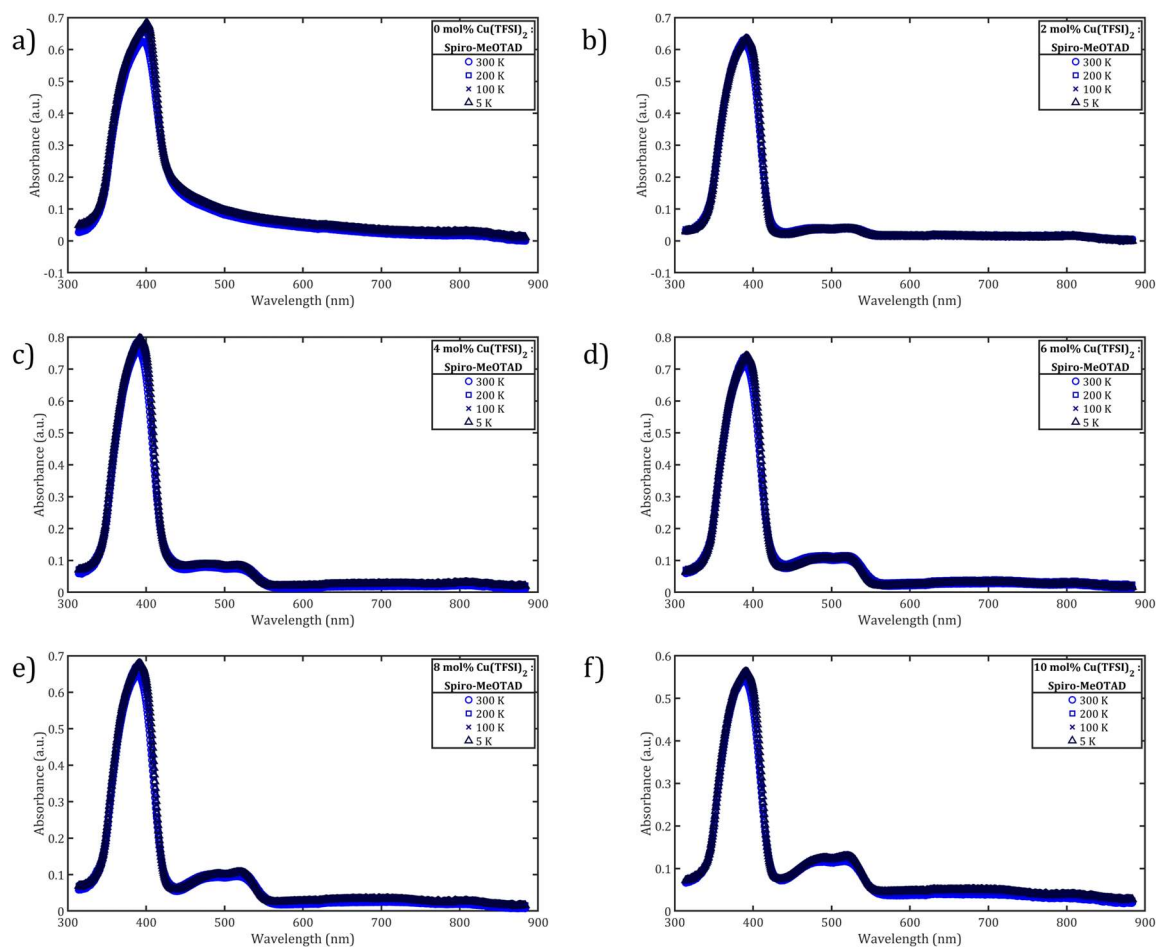 a)
0 mol% Cu(TFSI)2 :
Spiro-MeOTAD
300 K
200 K
100 K
5 K
0.7
0.6
0.5
0.4
0.3
0.2
0.1
0
-0.1
Absorbance (a.u.)
300 400 500 600 700 800 900
Wavelength (nm)
b)
2 mol% Cu(TFSI)2 :
Spiro-MeOTAD
300 K
200 K
100 K
5 K
0.7
0.6
0.5
0.4
0.3
0.2
0.1
0
-0.1
Absorbance (a.u.)
300 400 500 600 700 800 900
Wavelength (nm)
c)
4 mol% Cu(TFSI)2 :
Spiro-MeOTAD
300 K
200 K
100 K
5 K
0.8
0.7
0.6
0.5
0.4
0.3
0.2
0.1
0
Absorbance (a.u.)
300 400 500 600 700 800 900
Wavelength (nm)
d)
6 mol% Cu(TFSI)2 :
Spiro-MeOTAD
300 K
200 K
100 K
5 K
0.8
0.7
0.6
0.5
0.4
0.3
0.2
0.1
0
Absorbance (a.u.)
300 400 500 600 700 800 900
Wavelength (nm)
e)
8 mol% Cu(TFSI)2 :
Spiro-MeOTAD
300 K
200 K
100 K
5 K
0.7
0.6
0.5
0.4
0.3
0.2
0.1
0
Absorbance (a.u.)
300 400 500 600 700 800 900
Wavelength (nm)
f)
10 mol% Cu(TFSI)2 :
Spiro-MeOTAD
300 K
200 K
100 K
5 K
0.6
0.5
0.4
0.3
0.2
0.1
0
Absorbance (a.u.)
300 400 500 600 700 800 900
Wavelength (nm)